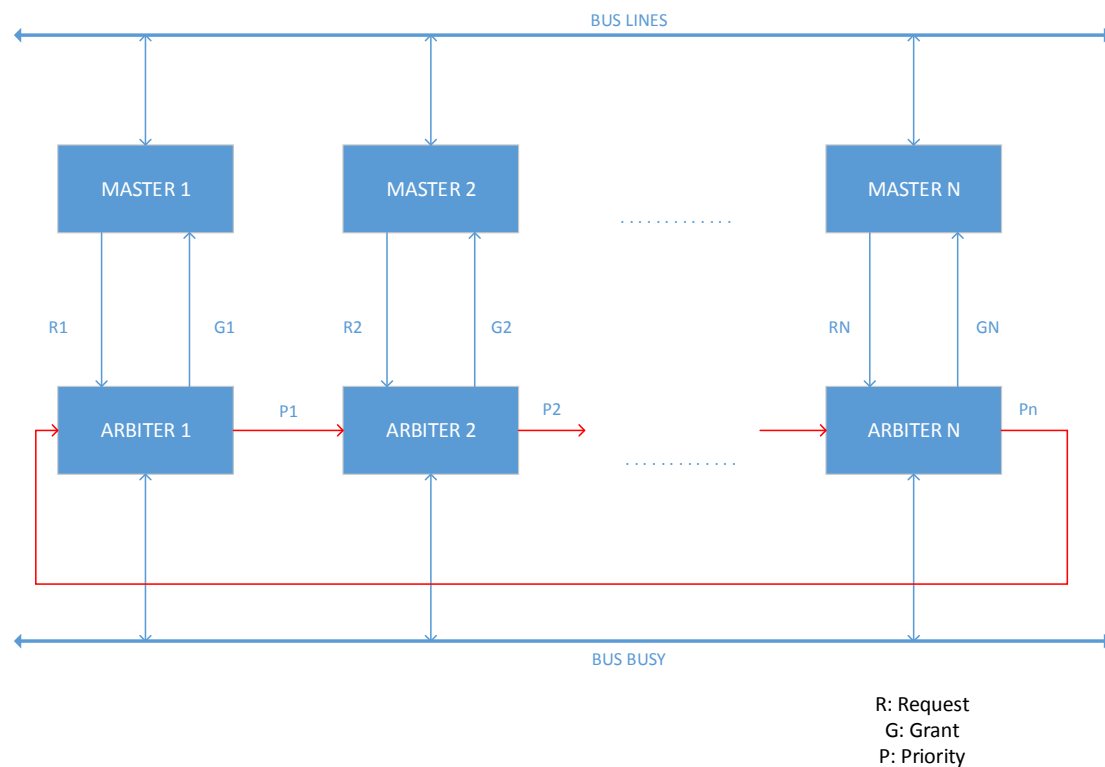 BUS LINES
MASTER 1
MASTER 2
MASTER N
.............
R1
G1
R2
G2
RN
GN
P1
P2
Pn
ARBITER 1
ARBITER 2
ARBITER N
.............
BUS BUSY
R: Request
G: Grant
P: Priority